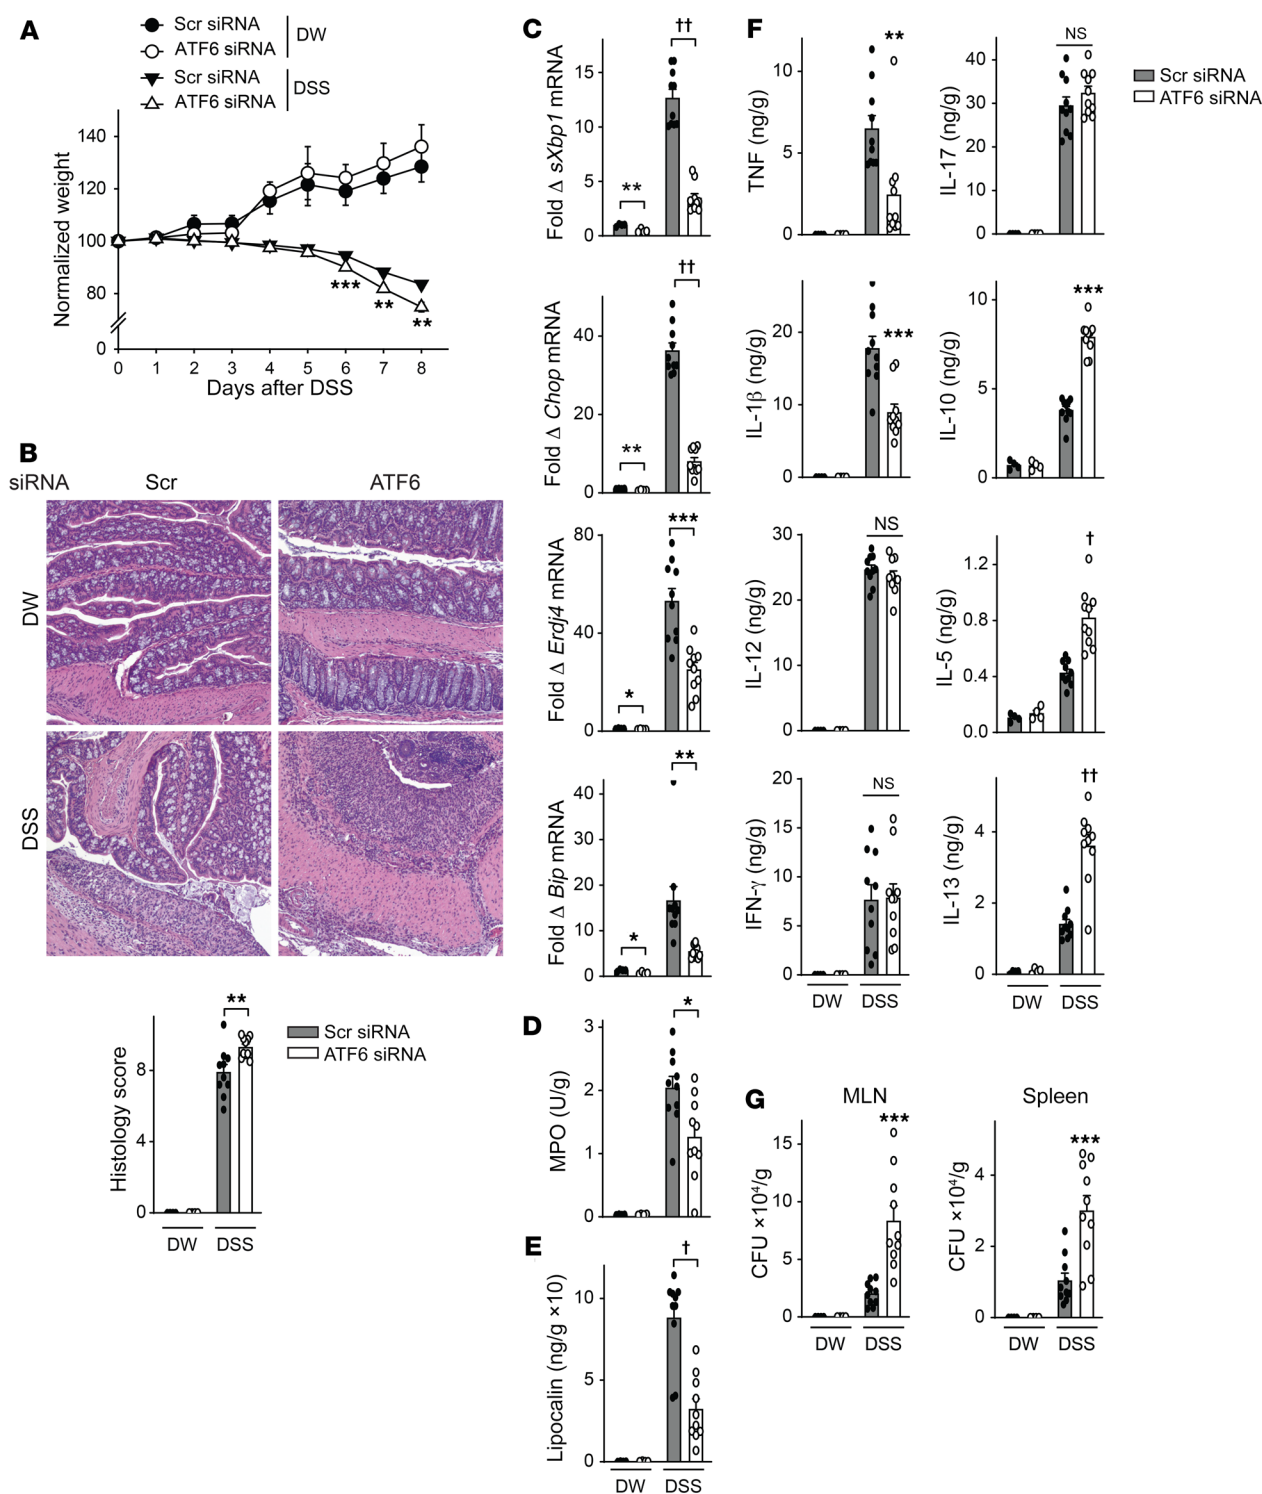 A
Scr siRNA
ATF6 siRNA
DW
Scr siRNA
ATF6 siRNA
DSS
Normalized weight
140
120
100
80
0
***
**
**
0 1 2 3 4 5 6 7 8
Days after DSS
B
siRNA Scr ATF6
DW
DSS
Histology score
8
4
0
**
DW DSS
Scr siRNA
ATF6 siRNA
C
Fold Δ sXbp1 mRNA
15
10
5
0
**
††
Fold Δ Chop mRNA
40
20
0
**
††
Fold Δ Erdj4 mRNA
80
40
0
*
***
Fold Δ Bip mRNA
40
30
20
10
0
*
**
D
MPO (U/g)
3
2
1
0
*
E
Lipocalin (ng/g ×10)
10
5
0
†
DW DSS
F
Scr siRNA
ATF6 siRNA
TNF (ng/g)
10
5
0
**
IL-17 (ng/g)
40
30
20
10
0
NS
IL-1β (ng/g)
20
10
0
***
IL-10 (ng/g)
10
5
0
***
IL-12 (ng/g)
30
20
10
0
NS
IL-5 (ng/g)
1.2
0.8
0.4
0.0
†
IFN-γ (ng/g)
20
15
10
5
0
NS
DW DSS
IL-13 (ng/g)
4
2
0
††
DW DSS
G
MLN
CFU ×10⁴/g
15
10
5
0
***
DW DSS
Spleen
CFU ×10⁴/g
4
2
0
***
DW DSS